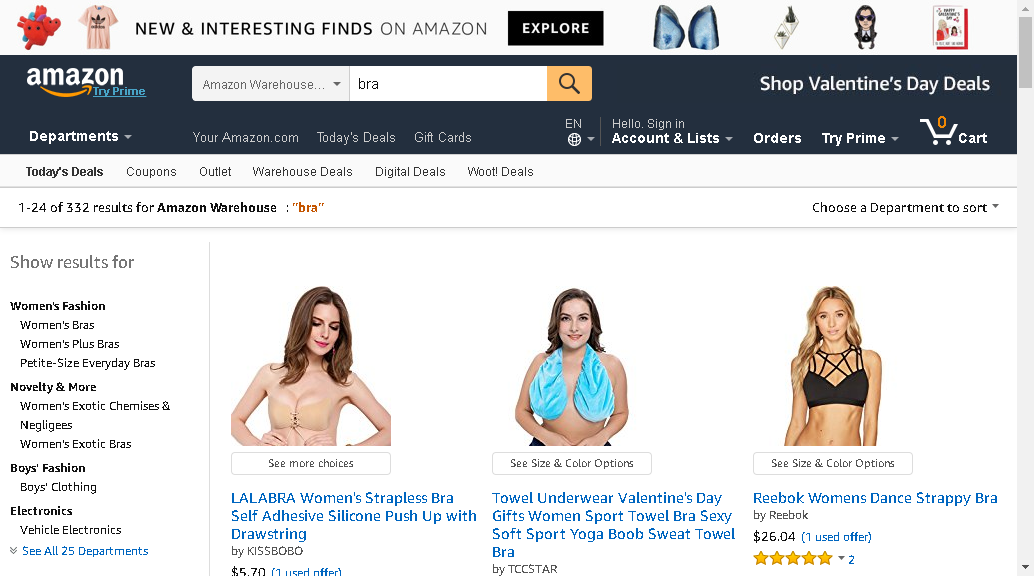 NEW & INTERESTING FINDS ON AMAZON EXPLORE
amazon
Try Prime
Amazon Warehouse...
bra
Shop Valentine's Day Deals
Departments
Your Amazon.com
Today's Deals
Gift Cards
EN
Hello. Sign in
Account & Lists
Orders
Try Prime
0
Cart
Today's Deals
Coupons
Outlet
Warehouse Deals
Digital Deals
Woot! Deals
1-24 of 332 results for Amazon Warehouse : "bra"
Choose a Department to sort
Show results for
Women's Fashion
Women's Bras
Women's Plus Bras
Petite-Size Everyday Bras
Novelty & More
Women's Exotic Chemises &
Negligees
Women's Exotic Bras
Boys' Fashion
Boys' Clothing
Electronics
Vehicle Electronics
See All 25 Departments
See more choices
LALABRA Women's Strapless Bra
Self Adhesive Silicone Push Up with
Drawstring
by KISSBOBO
$5.70 (1 used offer)
See Size & Color Options
Towel Underwear Valentine's Day
Gifts Women Sport Towel Bra Sexy
Soft Sport Yoga Boob Sweat Towel
Bra
by TCCSTAR
See Size & Color Options
Reebok Womens Dance Strappy Bra
by Reebok
$26.04 (1 used offer)
2